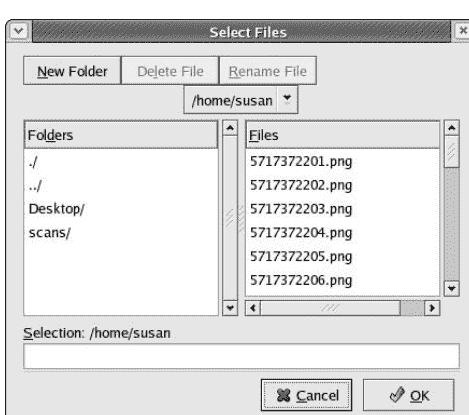 Select Files
New Folder Delete File Rename File
/home/susan
Folders
./
../
Desktop/
scans/
Files
5717372201.png
5717372202.png
5717372203.png
5717372204.png
5717372205.png
5717372206.png
Selection: /home/susan
Cancel OK